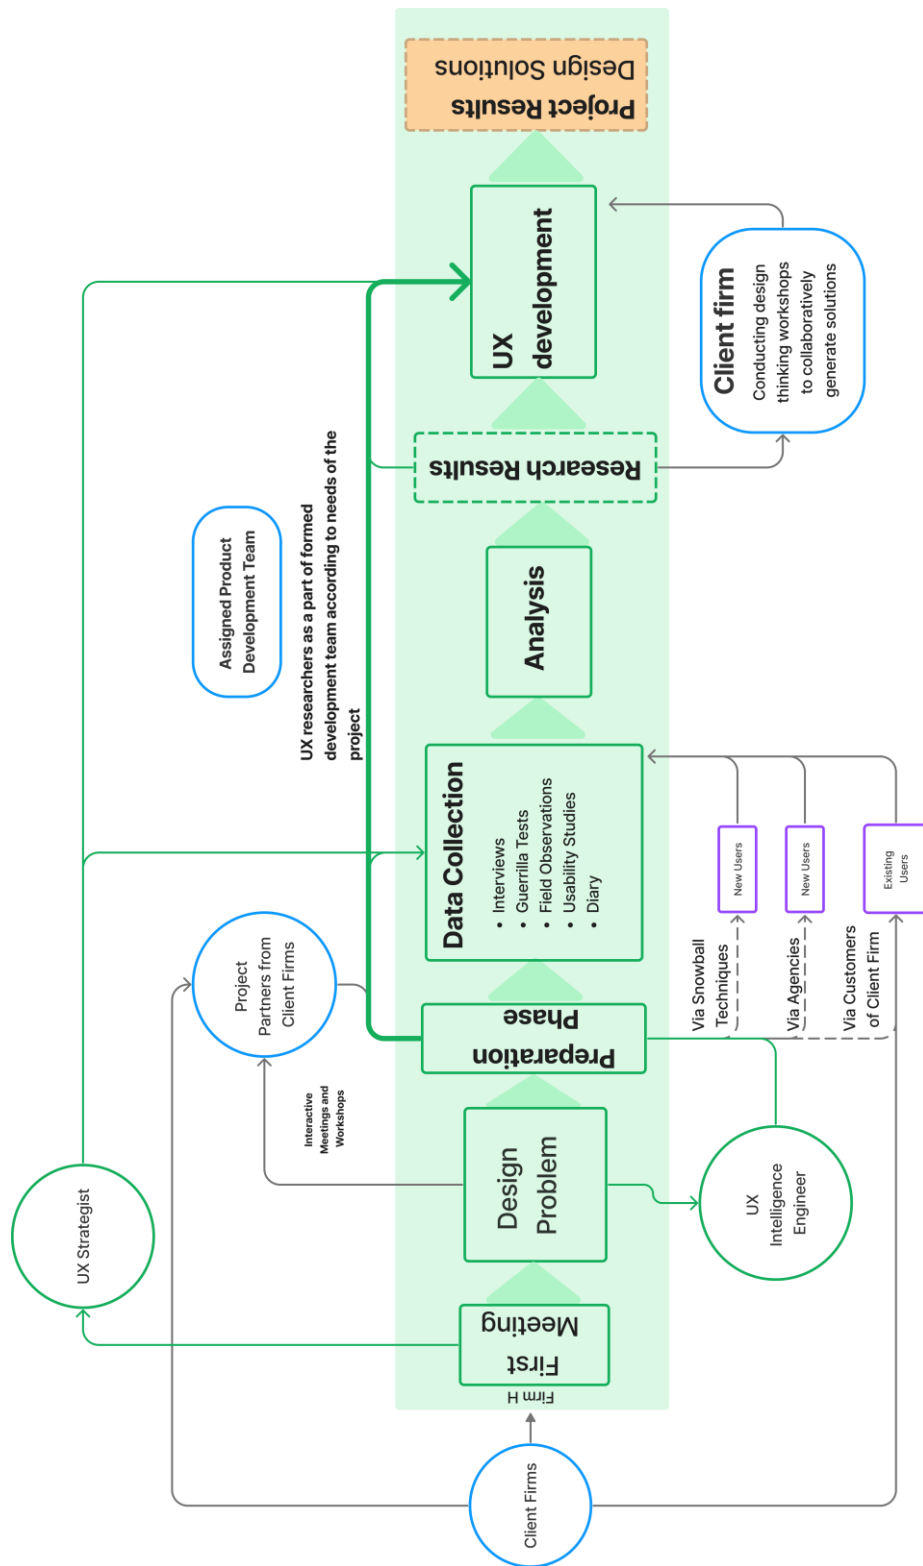 UX Strategist
Client Firms
Firm H
First
Meeting
Design
Problem
Interactive
Meetings and
Workshops
Project
Partners from
Client Firms
UX
Intelligence
Engineer
Preparation
Phase
Data Collection
• Interviews
• Guerrilla Tests
• Field Observations
• Usability Studies
• Diary
Via Snowball
Techniques
New Users
Via Agencies
New Users
Via Customers
of Client Firm
Existing
Users
Assigned Product
Development Team
UX researchers as a part of formed
development team according to needs of the
project
Analysis
Research Results
Client firm
Conducting design
thinking workshops
to collaboratively
generate solutions
UX
development
Project Results
Design Solutions